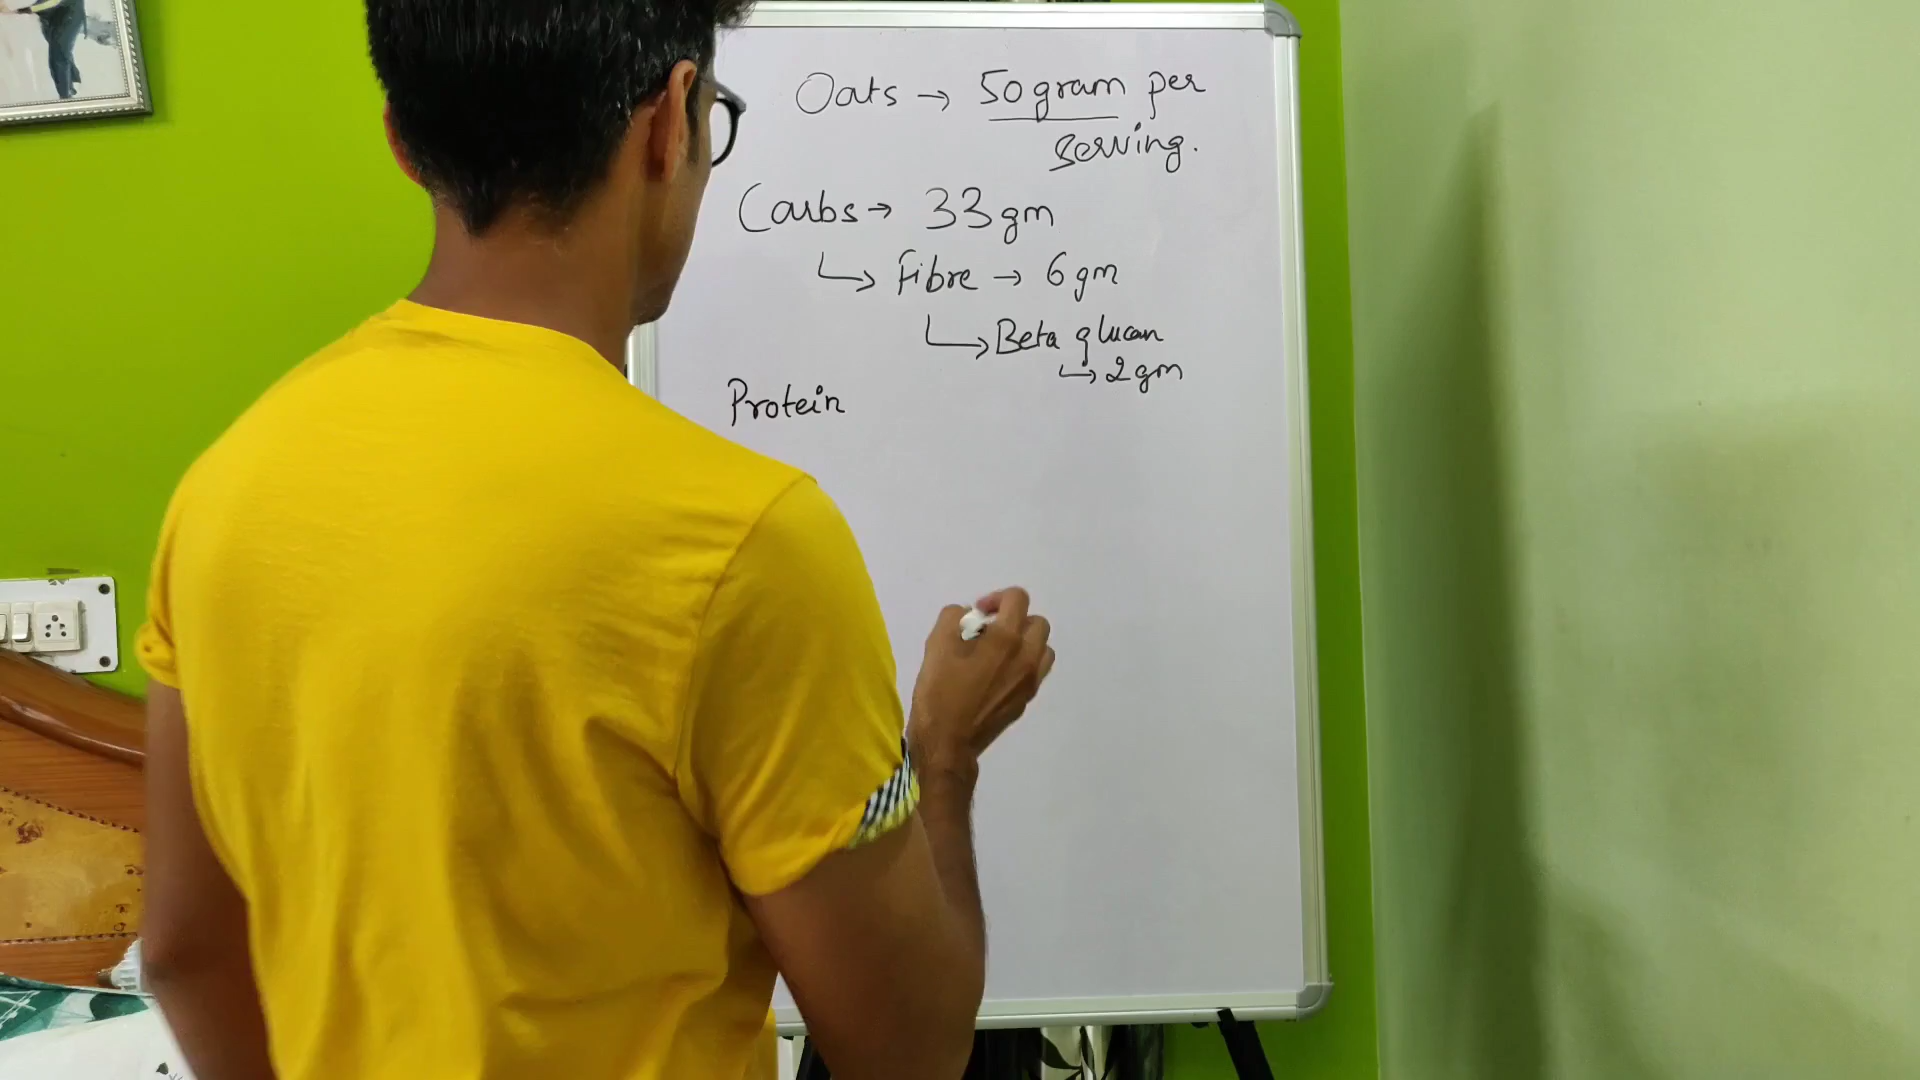 Oats → 50 gram per
serving.
Carbs → 33 gm
↳ Fibre → 6 gm
↳ Beta glucan
↳ 2 gm
Protein